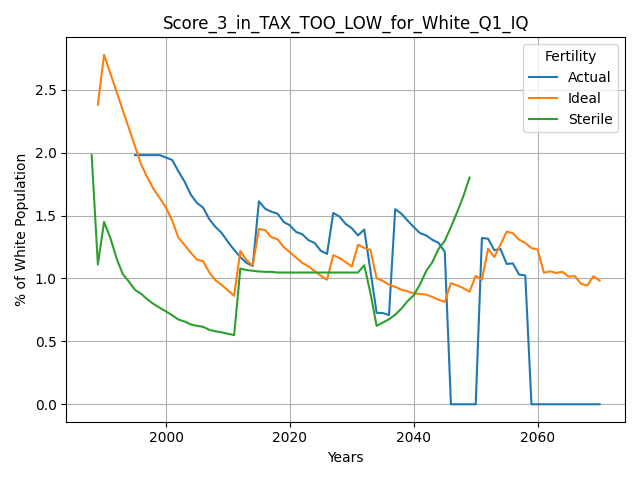 Score_3_in_TAX_TOO_LOW_for_White_Q1_IQ
Fertility
Actual
Ideal
Sterile
% of White Population
2.5
2.0
1.5
1.0
0.5
0.0
2000 2020 2040 2060
Years